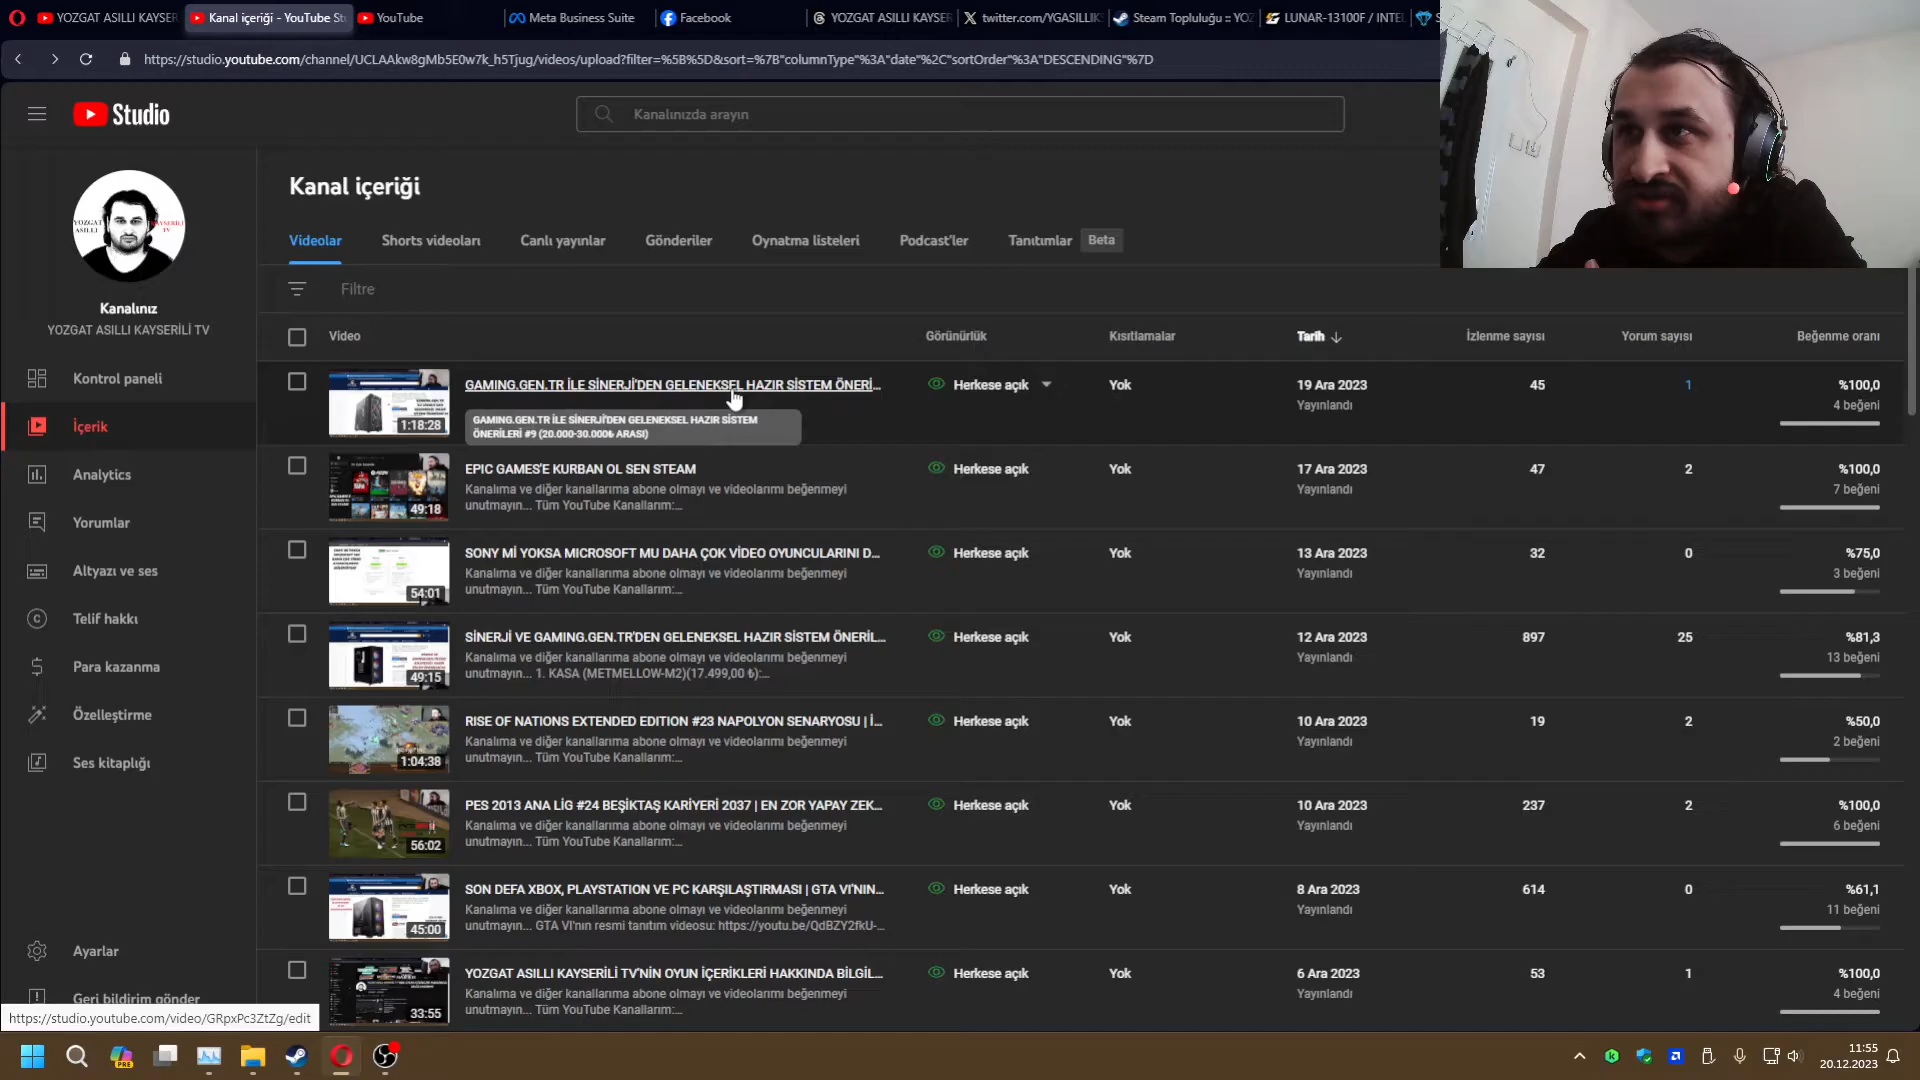 YOZGAT ASILLI KAYSER
Kanal içeriği - YouTube St
YouTube
Meta Business Suite
Facebook
YOZGAT ASILLI KAYSER
twitter.com/YGASILLIK
Steam Topluluğu :: YOZ
LUNAR-13100F / INTEL
https://studio.youtube.com/channel/UCLAAkw8gMb5E0w7k_h5Tjug/videos/upload?filter=%5B%5D&sort=%7B"columnType"%3A"date"%2C"sortOrder"%3A"DESCENDING"%7D
Studio
Kanalınızda arayın
YOZGAT ASILLI
KAYSERİLİ TV
Kanalınız
YOZGAT ASILLI KAYSERİLİ TV
Kontrol paneli
İçerik
Analytics
Yorumlar
Altyazı ve ses
Telif hakkı
Para kazanma
Özelleştirme
Ses kitaplığı
Ayarlar
Geri bildirim gönder
https://studio.youtube.com/video/GRpxPc3ZtZg/edit
Kanal içeriği
Videolar Shorts videoları Canlı yayınlar Gönderiler Oynatma listeleri Podcast'ler Tanıtımlar Beta
Filtre
Video Görünürlük Kısıtlamalar Tarih İzlenme sayısı Yorum sayısı Beğenme oranı
GAMING.GEN.TR İLE SİNERJİ'DEN GELENEKSEL HAZIR SİSTEM ÖNERİ... Herkese açık Yok 19 Ara 2023 45 1 %100,0
Yayınlandı 4 beğeni
1:18:28
GAMING.GEN.TR İLE SİNERJİ'DEN GELENEKSEL HAZIR SİSTEM
ÖNERİLERİ #9 (20.000-30.000₺ ARASI)
EPIC GAMES'E KURBAN OL SEN STEAM Herkese açık Yok 17 Ara 2023 47 2 %100,0
Kanalıma ve diğer kanallarıma abone olmayı ve videolarımı beğenmeyi Yayınlandı 7 beğeni
unutmayın... Tüm YouTube Kanallarım:...
49:18
SONY Mİ YOKSA MICROSOFT MU DAHA ÇOK VİDEO OYUNCULARINI D... Herkese açık Yok 13 Ara 2023 32 0 %75,0
Kanalıma ve diğer kanallarıma abone olmayı ve videolarımı beğenmeyi Yayınlandı 3 beğeni
unutmayın... Tüm YouTube Kanallarım:...
54:01
SİNERJİ VE GAMING.GEN.TR'DEN GELENEKSEL HAZIR SİSTEM ÖNERİL... Herkese açık Yok 12 Ara 2023 897 25 %81,3
Kanalıma ve diğer kanallarıma abone olmayı ve videolarımı beğenmeyi Yayınlandı 13 beğeni
unutmayın... 1. KASA (METMELLOW-M2)(17.499,00 ₺):...
49:15
RISE OF NATIONS EXTENDED EDITION #23 NAPOLYON SENARYOSU | İ... Herkese açık Yok 10 Ara 2023 19 2 %50,0
Kanalıma ve diğer kanallarıma abone olmayı ve videolarımı beğenmeyi Yayınlandı 2 beğeni
unutmayın... Tüm YouTube Kanallarım:...
1:04:38
PES 2013 ANA LİG #24 BEŞİKTAŞ KARİYERİ 2037 | EN ZOR YAPAY ZEK... Herkese açık Yok 10 Ara 2023 237 2 %100,0
Kanalıma ve diğer kanallarıma abone olmayı ve videolarımı beğenmeyi Yayınlandı 6 beğeni
unutmayın... Tüm YouTube Kanallarım:...
56:02
SON DEFA XBOX, PLAYSTATION VE PC KARŞILAŞTIRMASI | GTA VI'NIN... Herkese açık Yok 8 Ara 2023 614 0 %61,1
Kanalıma ve diğer kanallarıma abone olmayı ve videolarımı beğenmeyi Yayınlandı 11 beğeni
unutmayın... GTA VI'nın resmi tanıtım videosu: https://youtu.be/QdBZY2fkU-...
45:00
YOZGAT ASILLI KAYSERİLİ TV'NİN OYUN İÇERİKLERİ HAKKINDA BİLGİL... Herkese açık Yok 6 Ara 2023 53 1 %100,0
Kanalıma ve diğer kanallarıma abone olmayı ve videolarımı beğenmeyi Yayınlandı 4 beğeni
unutmayın... Tüm YouTube Kanallarım:...
33:55
PRE
11:55
20.12.2023